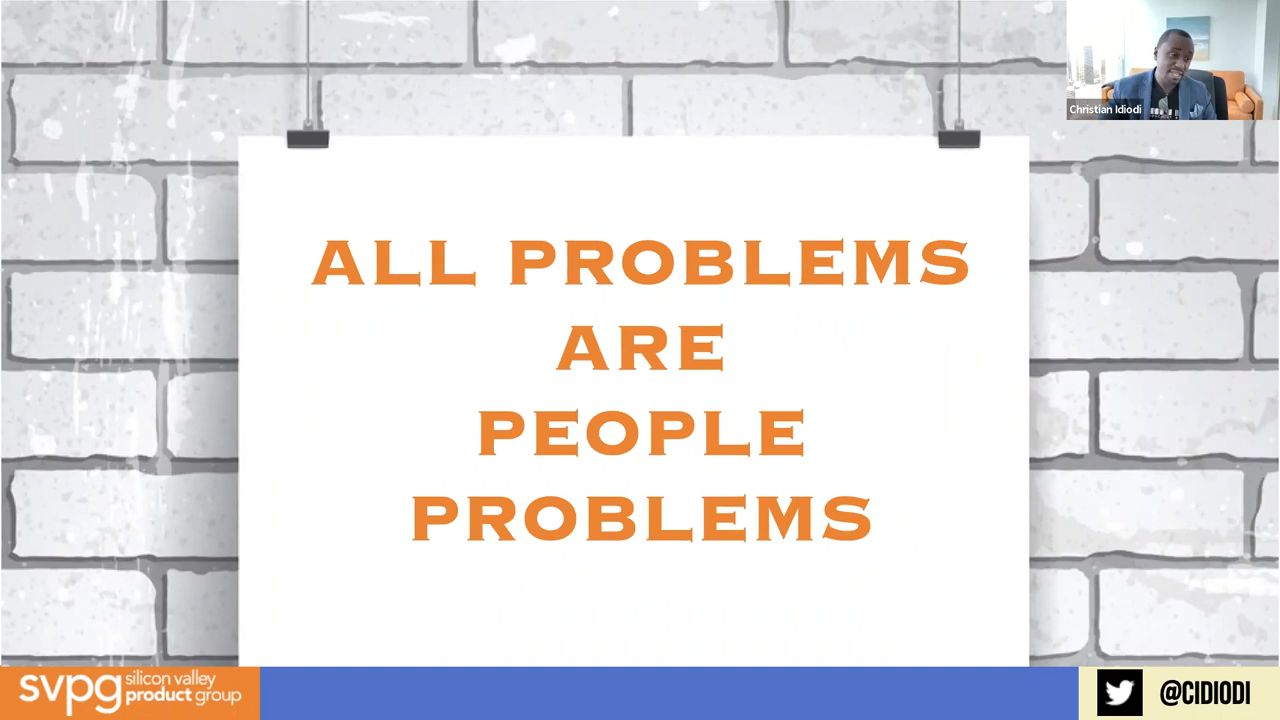 Christian Idiodi
ALL PROBLEMS
ARE
PEOPLE
PROBLEMS
svpg silicon valley
product group
@CIDIODI